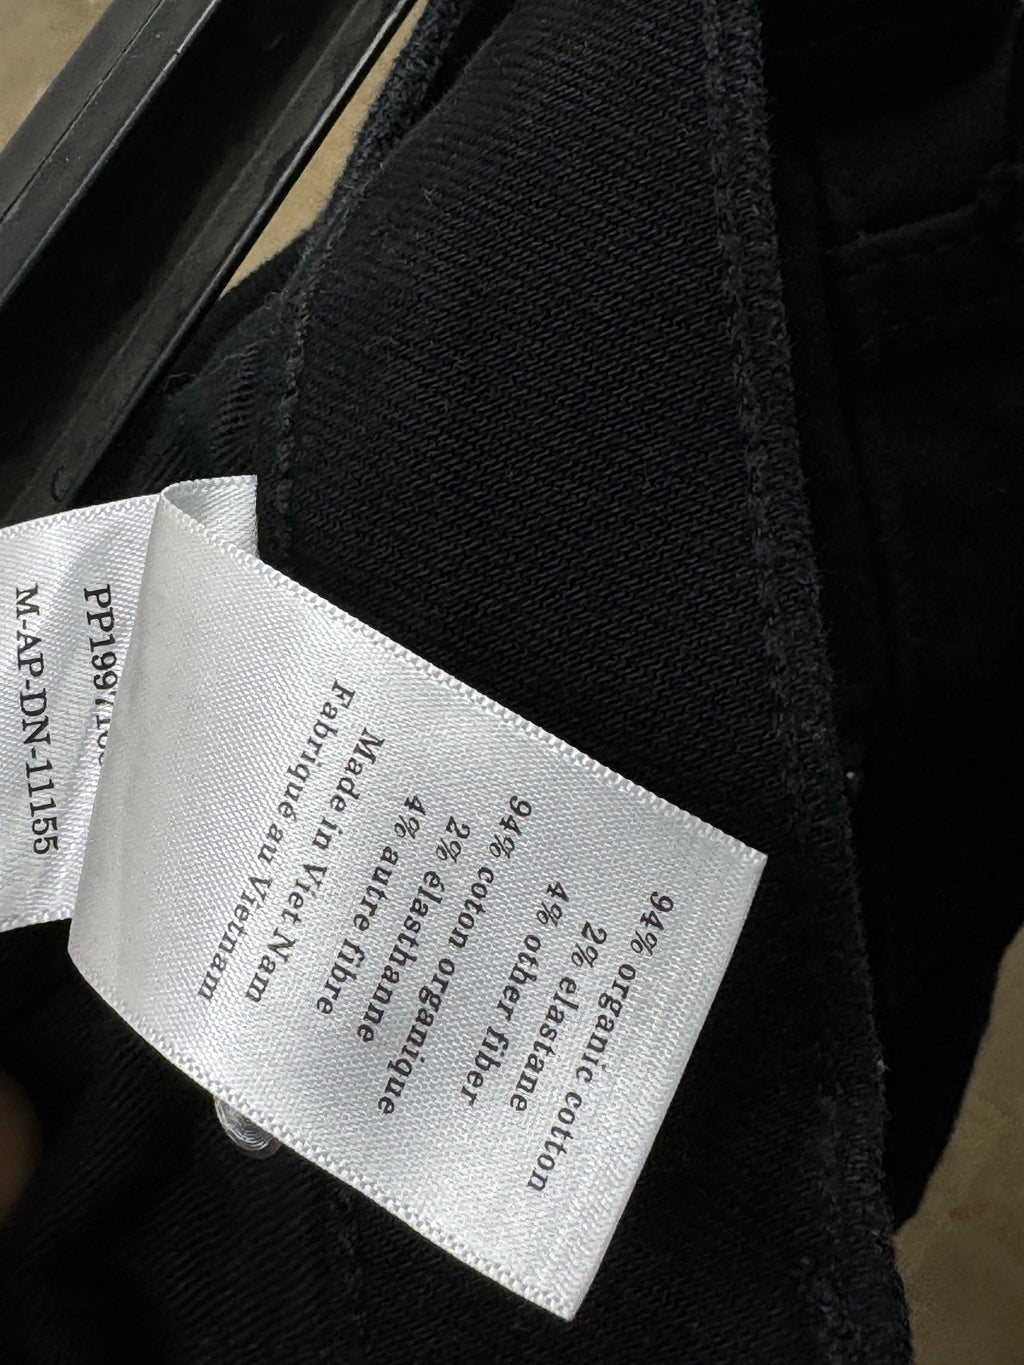 94% organic cotton
2% elastane
4% other fiber
94% coton organique
2% élasthanne
4% autre fibre
Made in Viet Nam
Fabriqué au Vietnam
M-AP-DN-11155